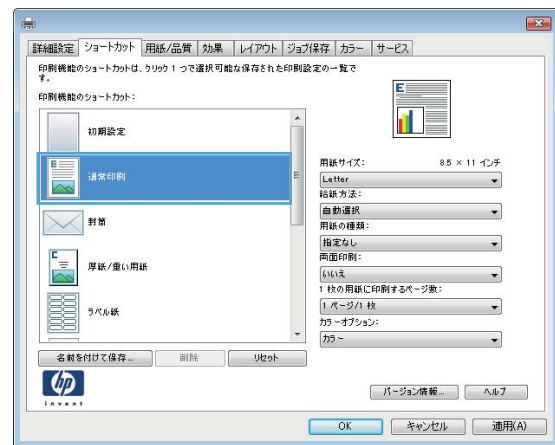 詳細設定 ショートカット 用紙/品質 効果 レイアウト ジョブ保存 カラー サービス
印刷機能のショートカットは、クリック 1 つで選択可能な保存された印刷設定の一覧で
す。
印刷機能のショートカット:
初期設定
通常印刷
封筒
厚紙/重い用紙
ラベル紙
名前を付けて保存... 削除 リセット
E
用紙サイズ: 8.5 × 11 インチ
Letter
給紙方法:
自動選択
用紙の種類:
指定なし
両面印刷:
いいえ
1 枚の用紙に印刷するページ数:
1 ページ/1 枚
カラーオプション:
カラー
hp
invent
バージョン情報... ヘルプ
OK キャンセル 適用(A)